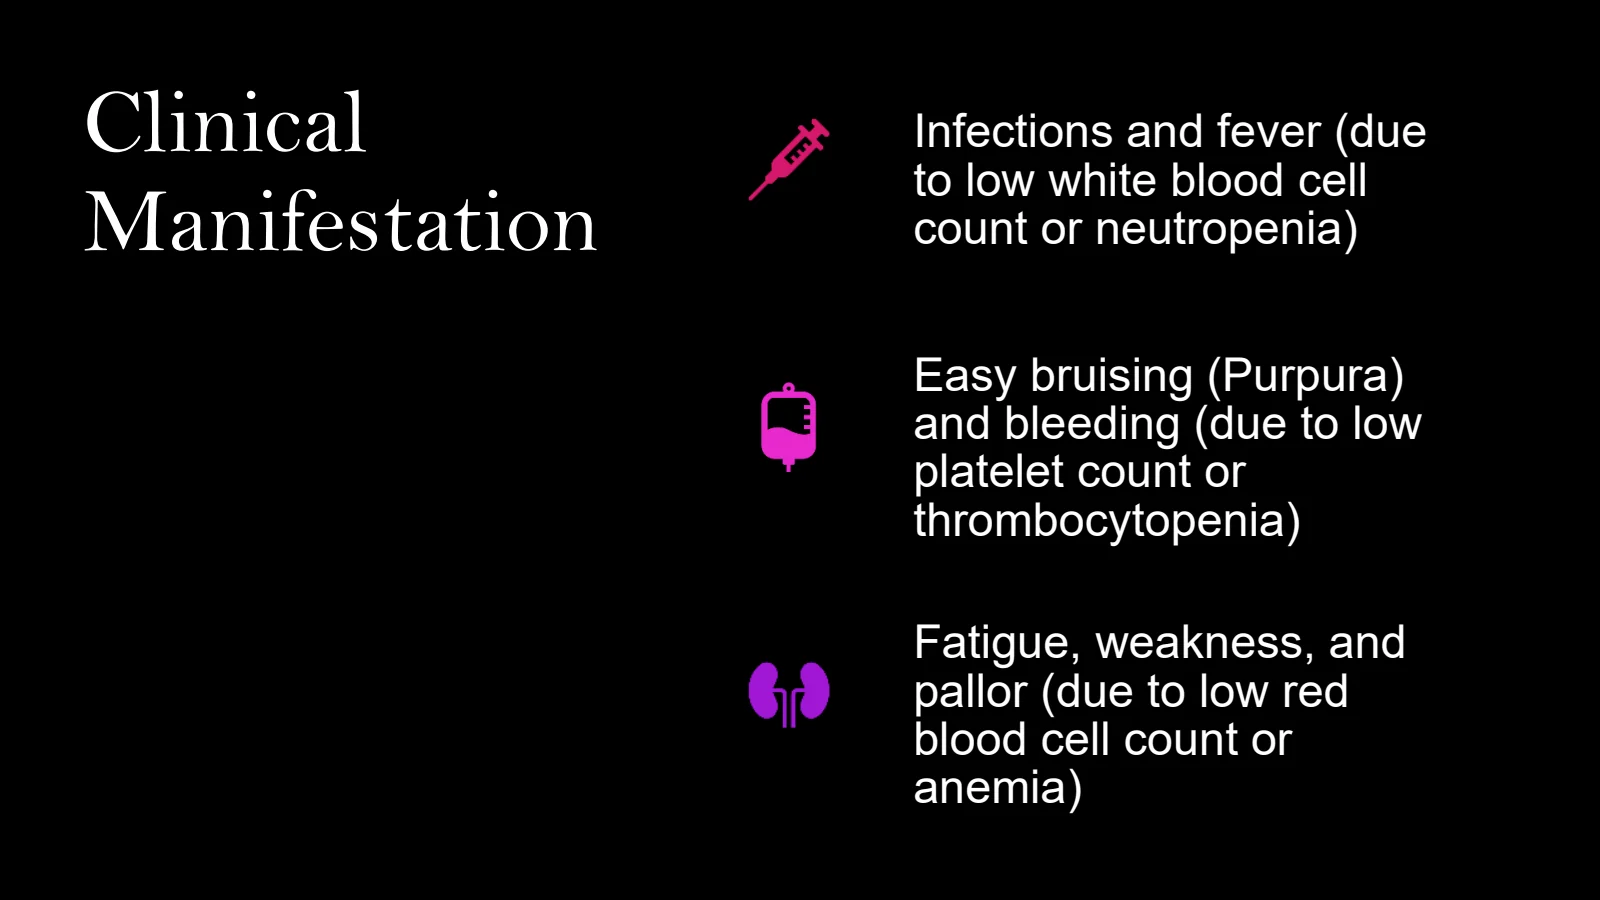 Clinical
Manifestation
Infections and fever (due
to low white blood cell
count or neutropenia)
Easy bruising (Purpura)
and bleeding (due to low
platelet count or
thrombocytopenia)
Fatigue, weakness, and
pallor (due to low red
blood cell count or
anemia)